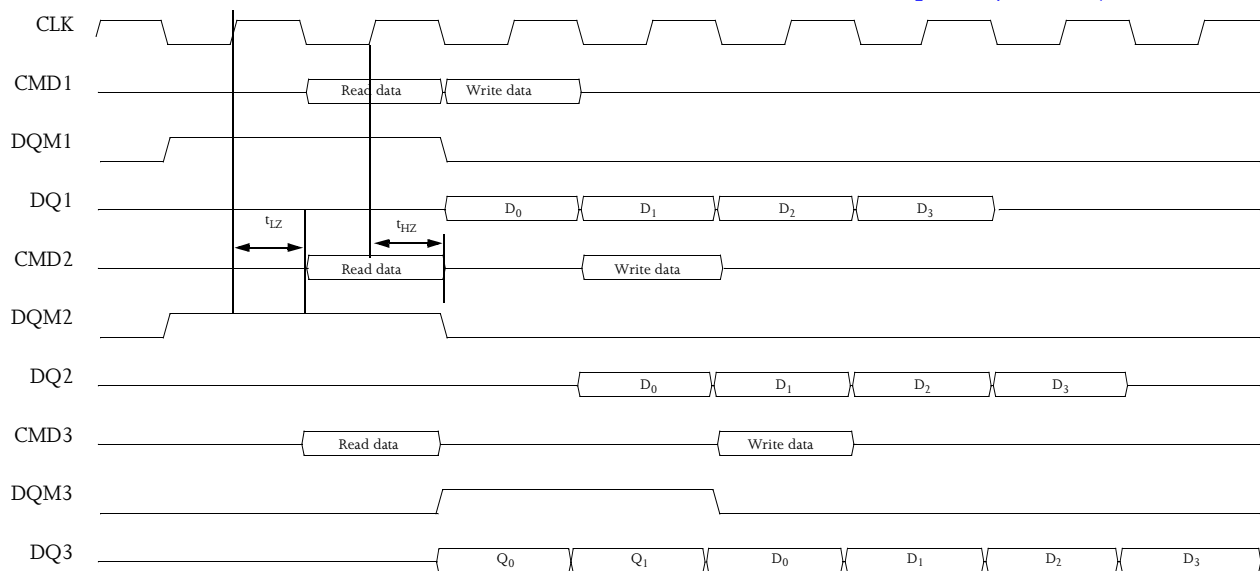 CLK
CMD1 Read data Write data
DQM1
DQ1 D0 D1 D2 D3
tLZ tHZ
CMD2 Read data Write data
DQM2
DQ2 D0 D1 D2 D3
CMD3 Read data Write data
DQM3
DQ3 Q0 Q1 D0 D1 D2 D3